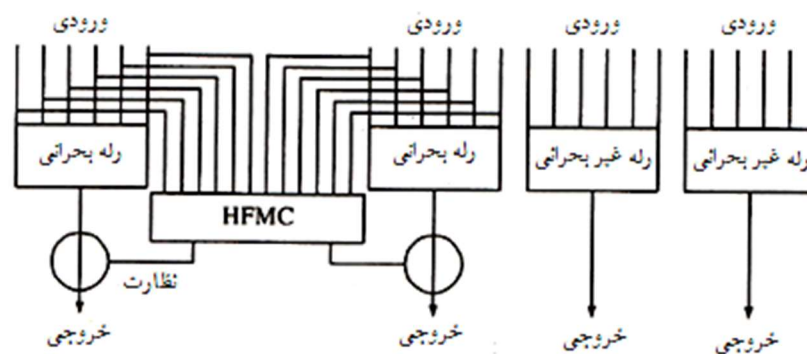 ورودی
ورودی
ورودی
ورودی
رله بحرانی
رله بحرانی
رله غیر بحرانی
رله غیر بحرانی
HFMC
نظارت
خروجی
خروجی
خروجی
خروجی